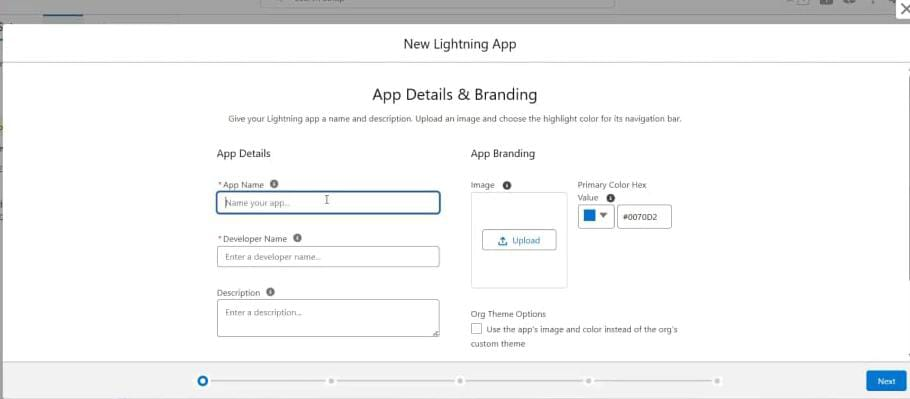 New Lightning App
App Details & Branding
Give your Lightning app a name and description. Upload an image and choose the highlight color for its navigation bar.
App Details
* App Name
Name your app...
* Developer Name
Enter a developer name...
Description
Enter a description...
App Branding
Image
Upload
Primary Color Hex
Value
#0070D2
Org Theme Options
Use the app's image and color instead of the org's
custom theme
Next